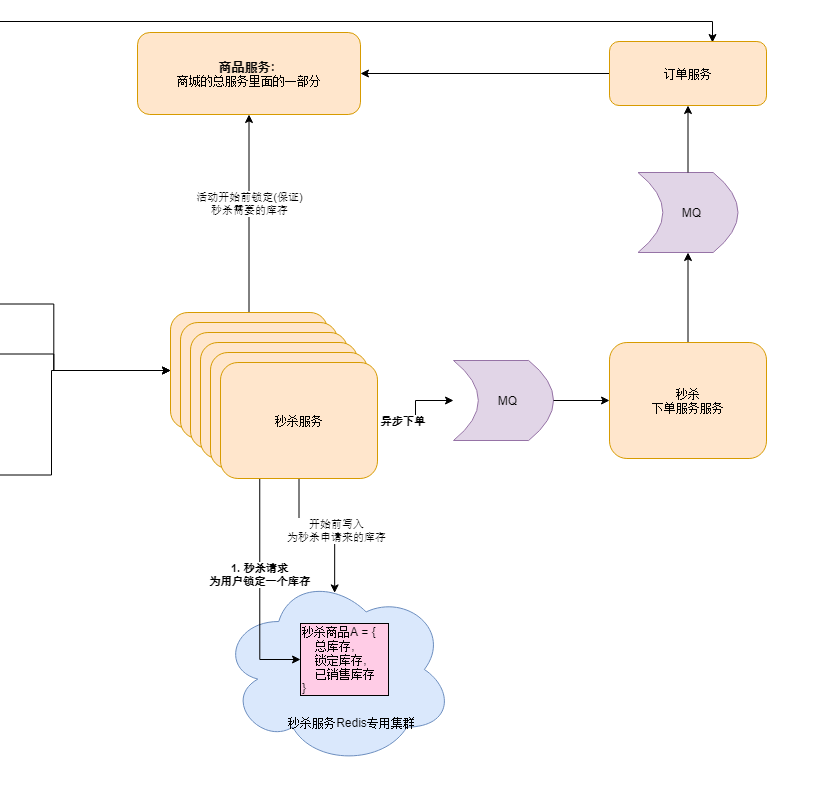 商品服务:
商城的总服务里面的一部分
订单服务
活动开始前锁定(保证)
秒杀需要的库存
MQ
秒杀服务
异步下单
MQ
秒杀
下单服务服务
开始前写入
为秒杀申请来的库存
1. 秒杀请求
为用户锁定一个库存
秒杀商品A = {
总库存,
锁定库存,
已销售库存
}
秒杀服务Redis专用集群